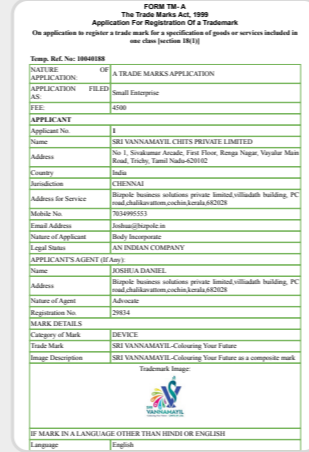 FORM TM- A
The Trade Marks Act, 1999
Application For Registration Of a Trademark
On application to register a trade mark for a specification of goods or services included in
one class [section 18(1)]
Temp. Ref. No: 10040188
NATURE OF APPLICATION: A TRADE MARKS APPLICATION
APPLICATION FILED AS: Small Enterprise
FEE: 4500
APPLICANT
Applicant No. 1
Name SRI VANNAMAYIL CHITS PRIVATE LIMITED
Address No 1, Sivakumar Arcade, First Floor, Renga Nagar, Vayalur Main
Road, Trichy, Tamil Nadu-620102
Country India
Jurisdiction CHENNAI
Address for Service Bizpole business solutions private limited,villiadath building, PC
road,chalikavattom,cochin,kerala,682028
Mobile No. 7034995553
Email Address Joshua@bizpole.in
Nature of Applicant Body Incorporate
Legal Status AN INDIAN COMPANY
APPLICANT'S AGENT (If Any):
Name JOSHUA DANIEL
Address Bizpole business solutions private limited,villiadath building, PC
road,chalikavattom,cochin,kerala,682028
Nature of Agent Advocate
Registration No. 29834
MARK DETAILS
Category of Mark DEVICE
Trade Mark SRI VANNAMAYIL-Colouring Your Future
Image Description SRI VANNAMAYIL-Colouring Your Future as a composite mark
Trademark Image
SRI
VANNAMAYIL
IF MARK IN A LANGUAGE OTHER THAN HINDI OR ENGLISH
Language English